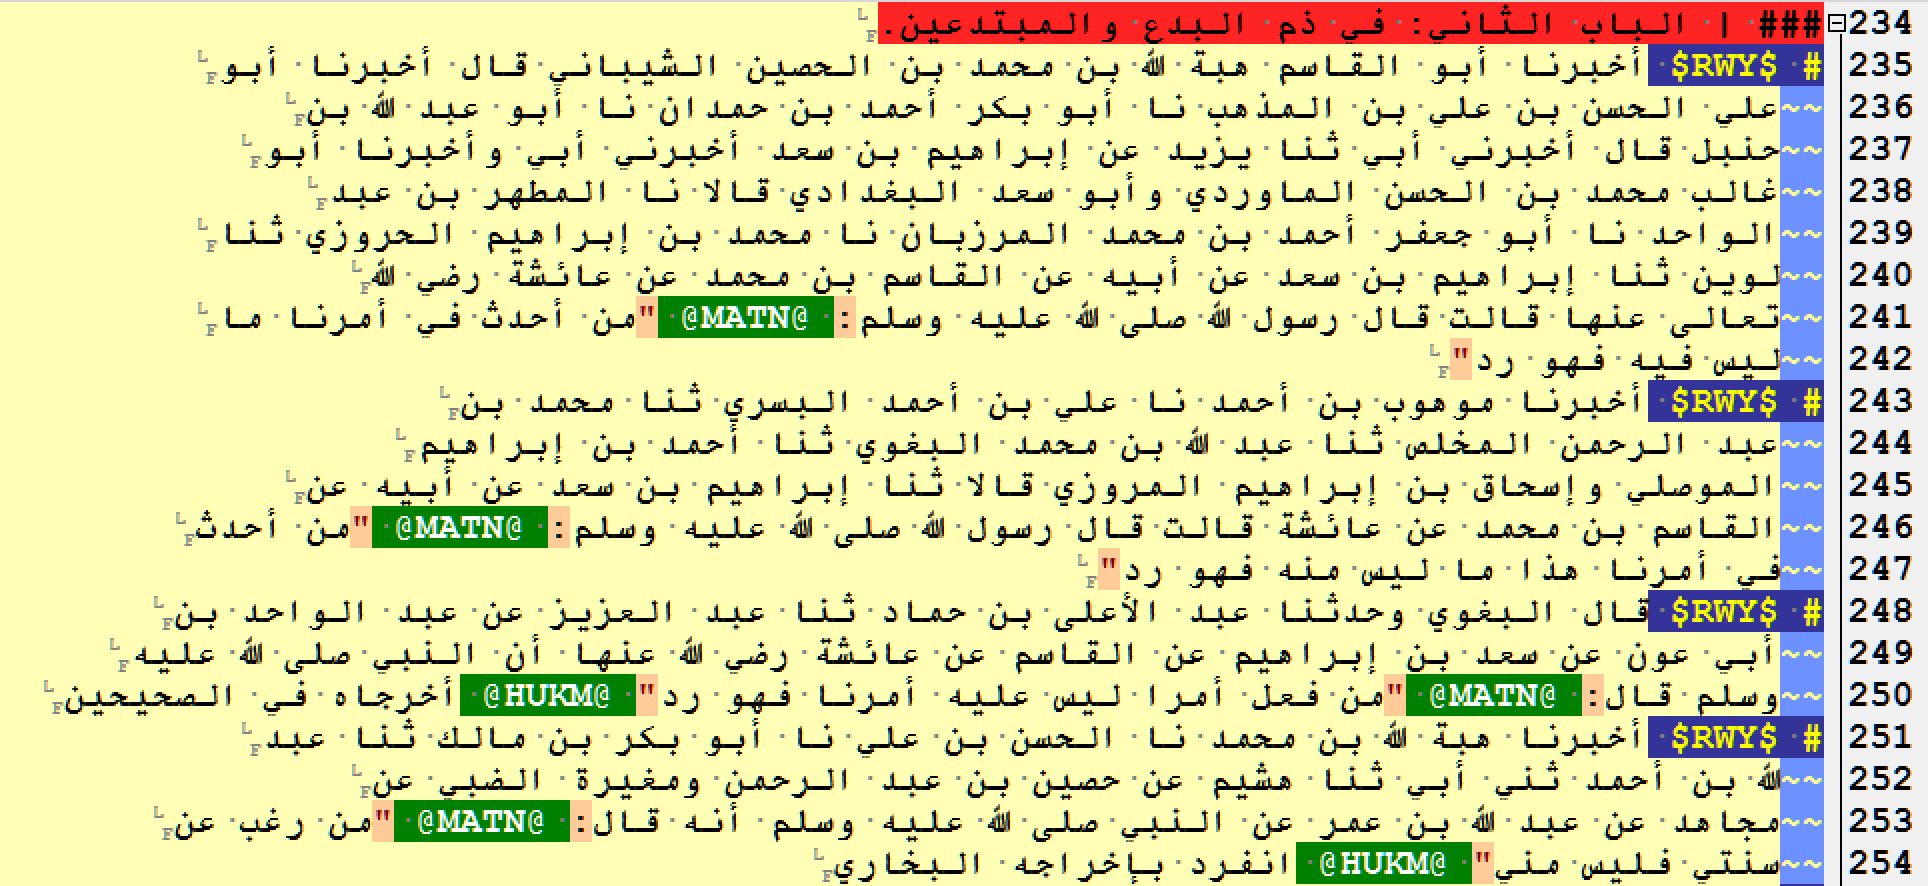 234 ### | الباب الثاني: في ذم البدع والمبتدعين.
235 # $RWY$ أخبرنا أبو القاسم هبة الله بن محمد بن الحصين الشيباني قال أخبرنا أبو
236 ~~علي الحسن بن علي بن المذهب نا أبو بكر أحمد بن حمدان نا أبو عبد الله بن
237 ~~حنبل قال أخبرني أبي ثنا يزيد عن إبراهيم بن سعد أخبرني أبي وأخبرنا أبو
238 ~~غالب محمد بن الحسن الماوردي وأبو سعد البغدادي قالا نا المطهر بن عبد
239 ~~الواحد نا أبو جعفر أحمد بن محمد المرزبان نا محمد بن إبراهيم الحروزي ثنا
240 ~~لوين ثنا إبراهيم بن سعد عن أبيه عن القاسم بن محمد عن عائشة رضي الله
241 ~~تعالى عنها قالت قال رسول الله صلى الله عليه وسلم: @MATN@ "من أحدث في أمرنا ما
242 ~~ليس فيه فهو رد"
243 # $RWY$ أخبرنا موهوب بن أحمد نا علي بن أحمد البسري ثنا محمد بن
244 ~~عبد الرحمن المخلص ثنا عبد الله بن محمد البغوي ثنا أحمد بن إبراهيم
245 ~~الموصلي وإسحاق بن إبراهيم المروزي قالا ثنا إبراهيم بن سعد عن أبيه عن
246 ~~القاسم بن محمد عن عائشة قالت قال رسول الله صلى الله عليه وسلم: @MATN@ "من أحدث
247 ~~في أمرنا هذا ما ليس منه فهو رد"
248 # $RWY$ قال البغوي وحدثنا عبد الأعلى بن حماد ثنا عبد العزيز عن عبد الواحد بن
249 ~~أبي عون عن سعد بن إبراهيم عن القاسم عن عائشة رضي الله عنها أن النبي صلى الله عليه
250 ~~وسلم قال: @MATN@ "من فعل أمرا ليس عليه أمرنا فهو رد" @HUKM@ أخرجاه في الصحيحين
251 # $RWY$ أخبرنا هبة الله بن محمد نا الحسن بن علي نا أبو بكر بن مالك ثنا عبد
252 ~~الله بن أحمد ثني أبي ثنا هشيم عن حصين بن عبد الرحمن ومغيرة الضبي عن
253 ~~مجاهد عن عبد الله بن عمر عن النبي صلى الله عليه وسلم أنه قال: @MATN@ "من رغب عن
254 ~~سنتي فليس مني" @HUKM@ انفرد بإخراجه البخاري